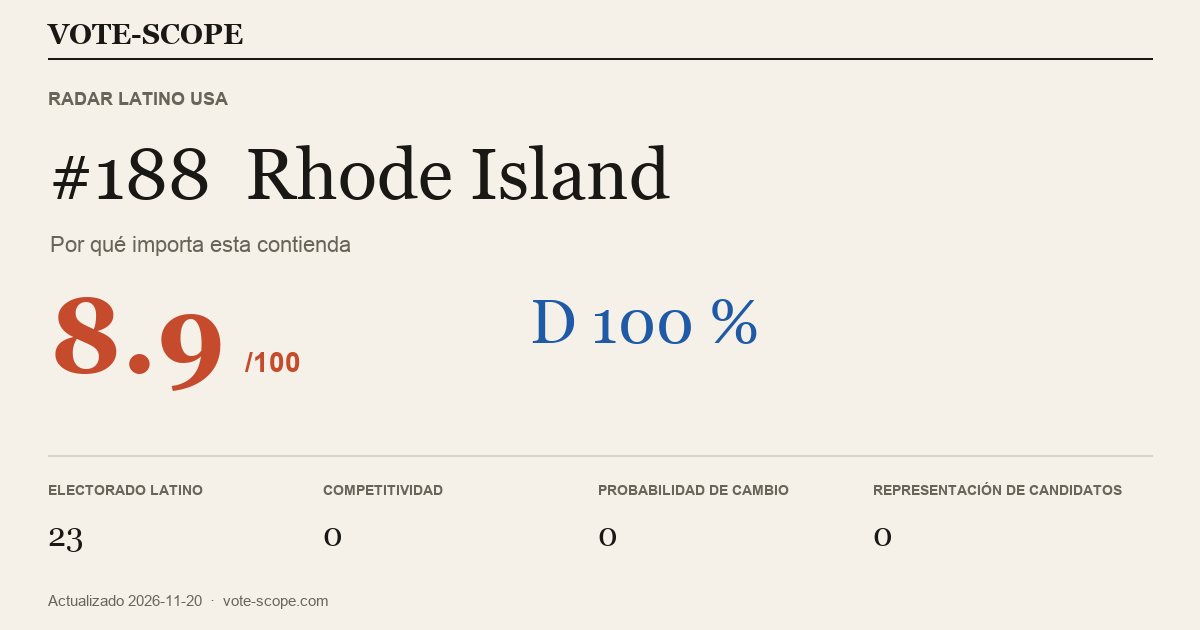 VOTE-SCOPE
RADAR LATINO USA
#188 Rhode Island
Por qué importa esta contienda
8.9 /100
D 100 %
ELECTORADO LATINO
COMPETITIVIDAD
PROBABILIDAD DE CAMBIO
REPRESENTACIÓN DE CANDIDATOS
23
0
0
0
Actualizado 2026-11-20 · vote-scope.com